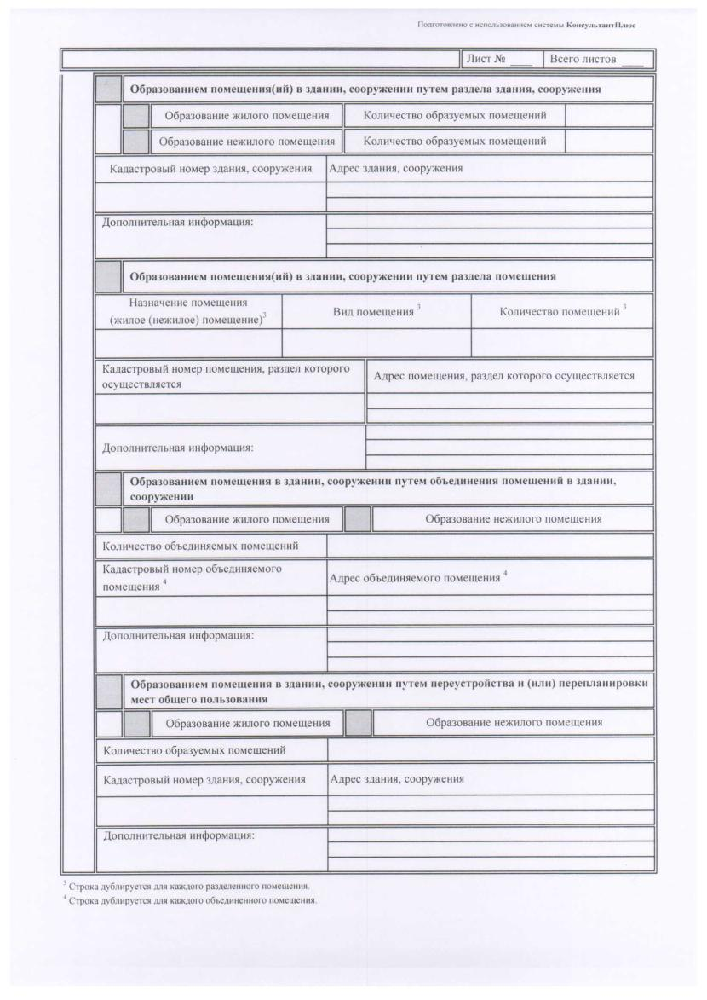 Подготовлено с использованием системы КонсультантПлюс
Лист № ____ Всего листов ____
Образованием помещения(ий) в здании, сооружении путем раздела здания, сооружения
Образование жилого помещения Количество образуемых помещений
Образование нежилого помещения Количество образуемых помещений
Кадастровый номер здания, сооружения Адрес здания, сооружения
Дополнительная информация:
Образованием помещения(ий) в здании, сооружении путем раздела помещения
Назначение помещения
(жилое (нежилое) помещение)3 Вид помещения 3 Количество помещений 3
Кадастровый номер помещения, раздел которого
осуществляется Адрес помещения, раздел которого осуществляется
Дополнительная информация:
Образованием помещения в здании, сооружении путем объединения помещений в здании,
сооружении
Образование жилого помещения Образование нежилого помещения
Количество объединяемых помещений
Кадастровый номер объединяемого
помещения 4 Адрес объединяемого помещения 4
Дополнительная информация:
Образованием помещения в здании, сооружении путем переустройства и (или) перепланировки
мест общего пользования
Образование жилого помещения Образование нежилого помещения
Количество образуемых помещений
Кадастровый номер здания, сооружения Адрес здания, сооружения
Дополнительная информация:
3 Строка дублируется для каждого разделенного помещения.
4 Строка дублируется для каждого объединенного помещения.